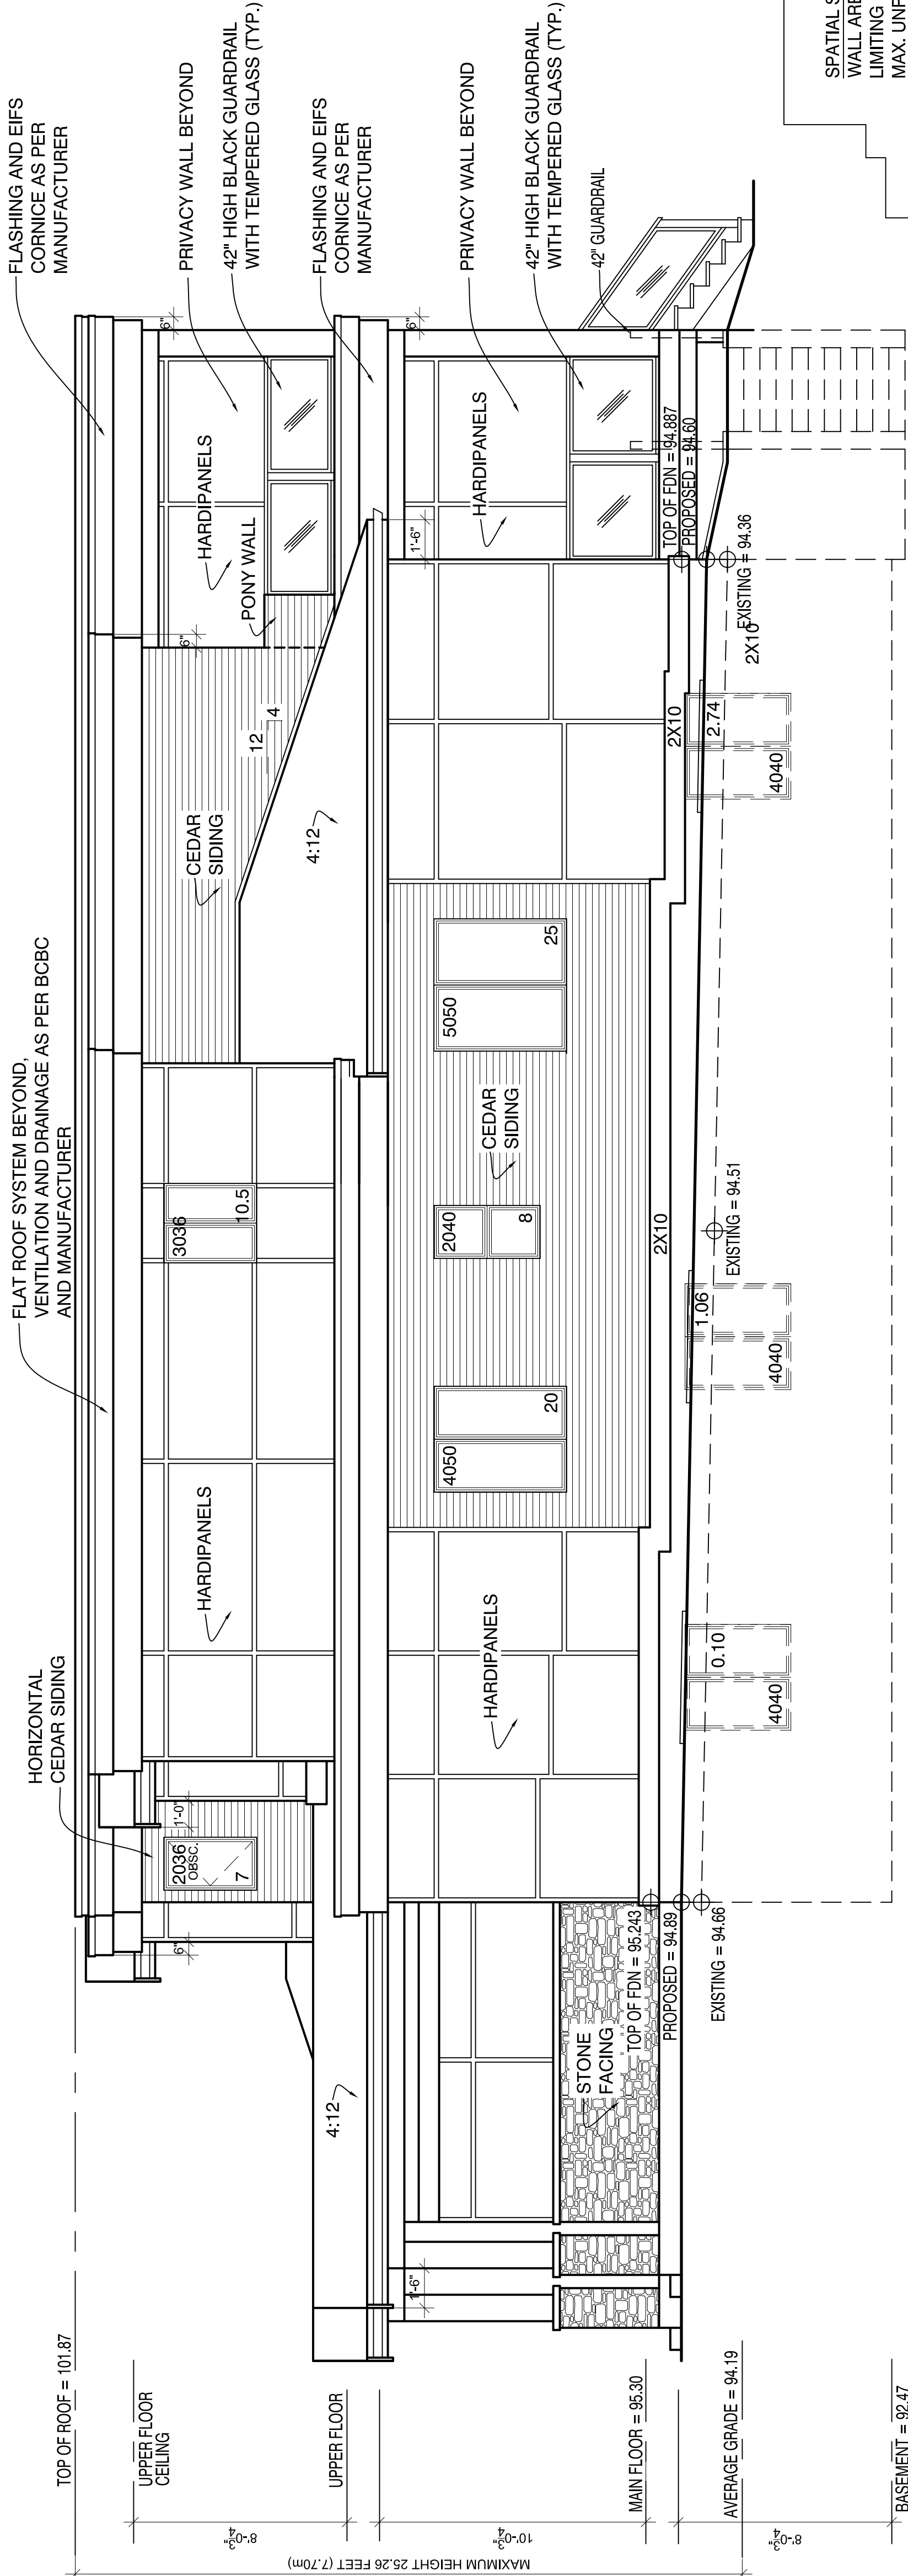 FLASHING AND EIFS
CORNICE AS PER
MANUFACTURER
PRIVACY WALL BEYOND
42" HIGH BLACK GUARDRAIL
WITH TEMPERED GLASS (TYP.)
FLASHING AND EIFS
CORNICE AS PER
MANUFACTURER
PRIVACY WALL BEYOND
42" HIGH BLACK GUARDRAIL
WITH TEMPERED GLASS (TYP.)
42" GUARDRAIL
SPATIAL S
WALL ARE
LIMITING
MAX. UNP
FLAT ROOF SYSTEM BEYOND,
VENTILATION AND DRAINAGE AS PER BCBC
AND MANUFACTURER
HORIZONTAL
CEDAR SIDING
TOP OF ROOF = 101.87
UPPER FLOOR
CEILING
UPPER FLOOR
MAIN FLOOR = 95.30
AVERAGE GRADE = 94.19
BASEMENT = 92.47
8'-0 3/4"
10'-0 3/4"
8'-0 3/4"
MAXIMUM HEIGHT 25.26 FEET (7.70m)
6"
1'-0"
2036
OBSC.
7
HARDIPANELS
3036
10.5
CEDAR
SIDING
12
4
6"
HARDIPANELS
PONY WALL
6"
4:12
4:12
1'-6"
6"
HARDIPANELS
1'-6"
STONE
FACING
HARDIPANELS
4050
20
2040
8
CEDAR
SIDING
5050
25
TOP OF FDN = 95.243
PROPOSED = 94.89
EXISTING = 94.66
4040
0.10
2X10
4040
1.06
EXISTING = 94.51
2X10
4040
2.74
2X10
TOP OF FDN = 94.887
PROPOSED = 94.60
EXISTING = 94.36